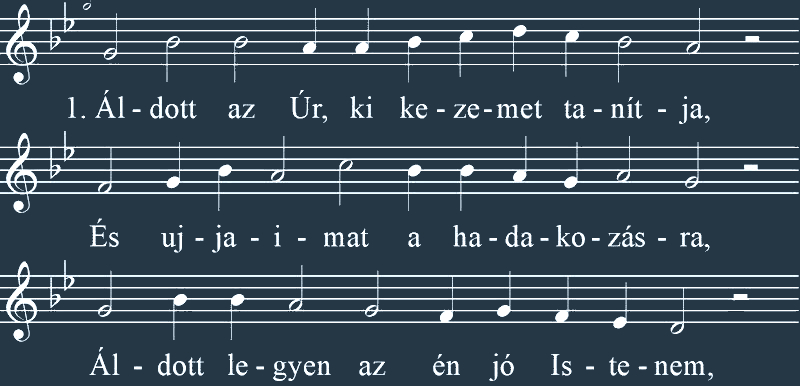 1. Ál - dott az Úr, ki ke - ze - met ta - nít - ja,
És uj - ja - i - mat a ha - da - ko - zás - ra,
Ál - dott le - gyen az én jó Is - te - nem,